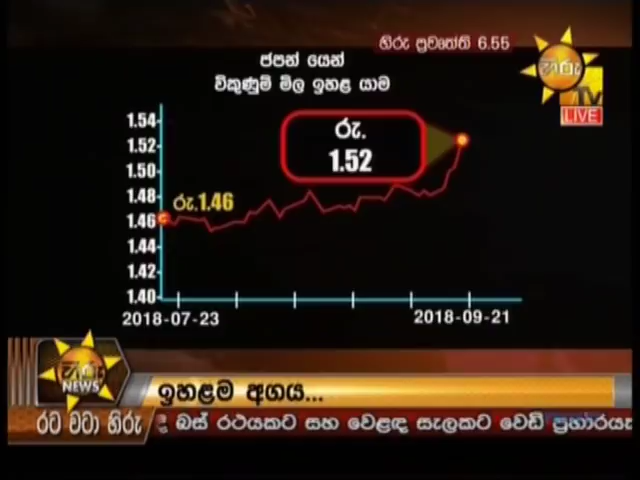 හිරු ප්‍රවෘත්ති 6.55
ජපන් යෙන්
විකුණුම් මිල ඉහළ යාම
හිරු
TV
LIVE
රු.
1.52
1.54
1.52
1.50
1.48
1.46
1.44
1.42
1.40
රු.1.46
2018-07-23
2018-09-21
හිරු
NEWS
ඉහළම අගය...
රට වටා හිරු
බස් රථයකට සහ වෙළඳ සැලකට වෙඩි ප්‍රහාරයක්